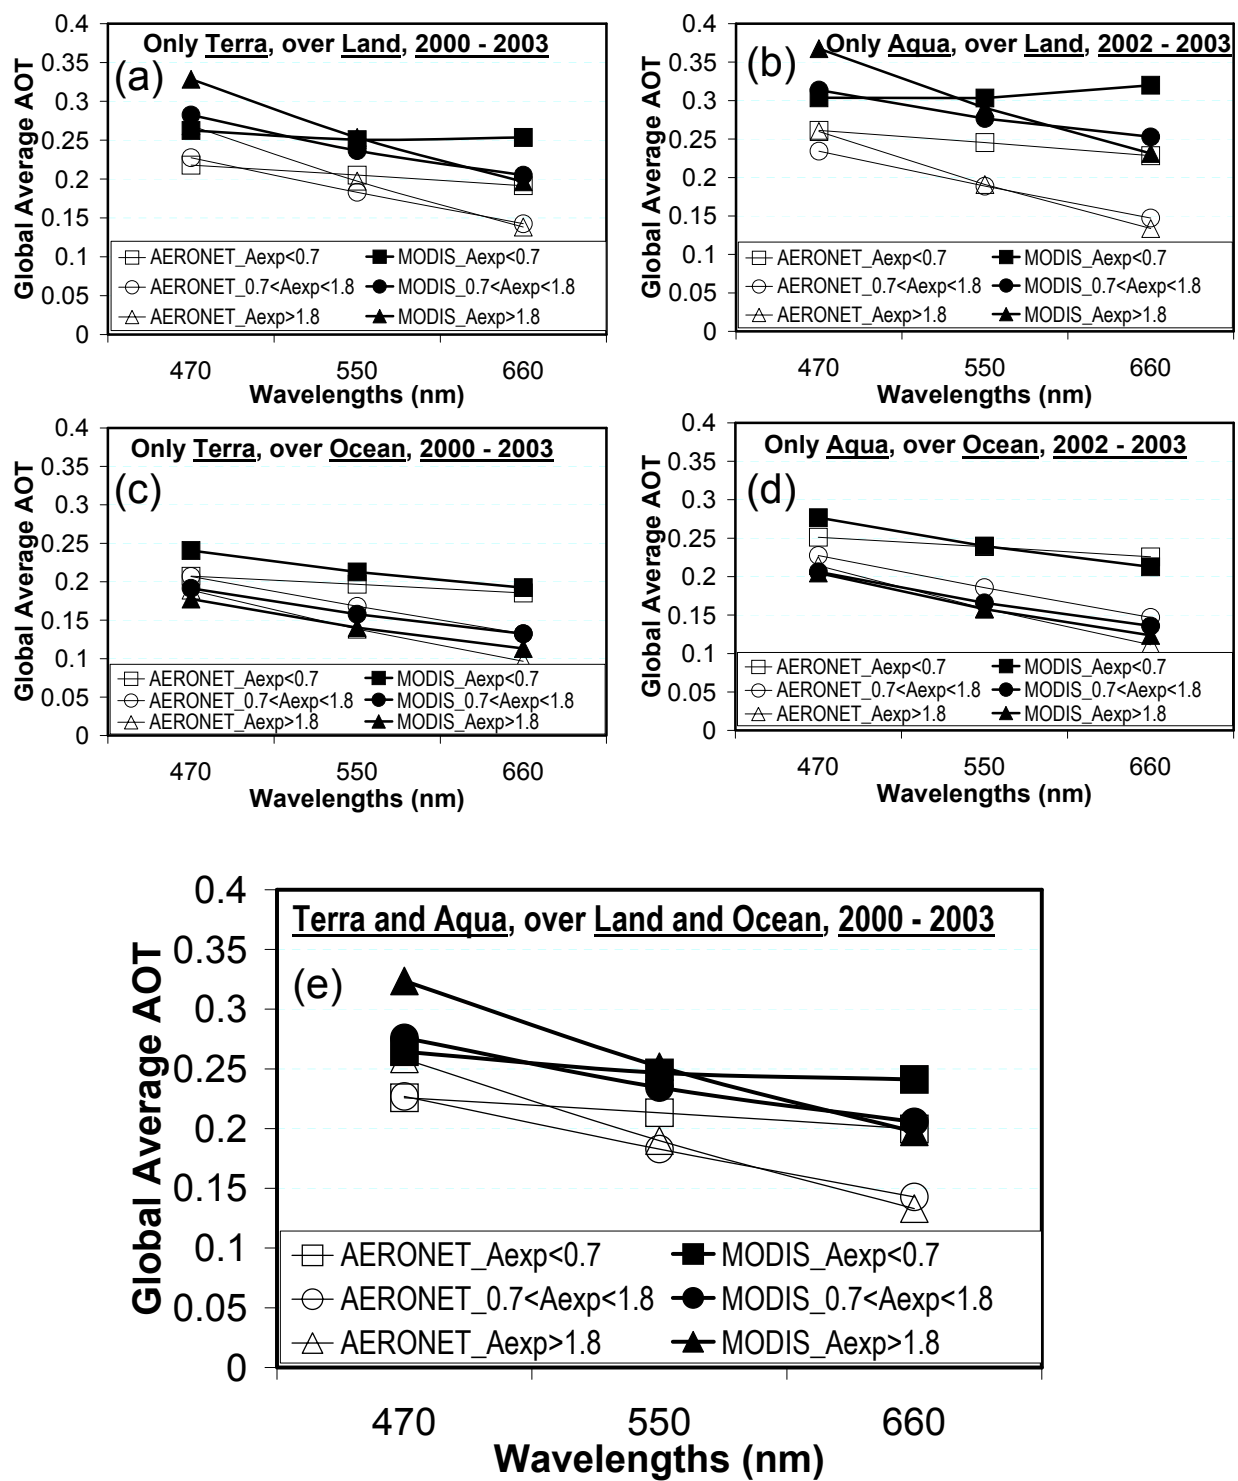 Only Terra, over Land, 2000 - 2003
(a)
Global Average AOT
0.4
0.35
0.3
0.25
0.2
0.15
0.1
0.05
0
AERONET_Aexp<0.7 MODIS_Aexp<0.7
AERONET_0.7<Aexp<1.8 MODIS_0.7<Aexp<1.8
AERONET_Aexp>1.8 MODIS_Aexp>1.8
470 550 660
Wavelengths (nm)
Only Aqua, over Land, 2002 - 2003
(b)
Global Average AOT
0.4
0.35
0.3
0.25
0.2
0.15
0.1
0.05
0
AERONET_Aexp<0.7 MODIS_Aexp<0.7
AERONET_0.7<Aexp<1.8 MODIS_0.7<Aexp<1.8
AERONET_Aexp>1.8 MODIS_Aexp>1.8
470 550 660
Wavelengths (nm)
Only Terra, over Ocean, 2000 - 2003
(c)
Global Average AOT
0.4
0.35
0.3
0.25
0.2
0.15
0.1
0.05
0
AERONET_Aexp<0.7 MODIS_Aexp<0.7
AERONET_0.7<Aexp<1.8 MODIS_0.7<Aexp<1.8
AERONET_Aexp>1.8 MODIS_Aexp>1.8
470 550 660
Wavelengths (nm)
Only Aqua, over Ocean, 2002 - 2003
(d)
Global Average AOT
0.4
0.35
0.3
0.25
0.2
0.15
0.1
0.05
0
AERONET_Aexp<0.7 MODIS_Aexp<0.7
AERONET_0.7<Aexp<1.8 MODIS_0.7<Aexp<1.8
AERONET_Aexp>1.8 MODIS_Aexp>1.8
470 550 660
Wavelengths (nm)
Terra and Aqua, over Land and Ocean, 2000 - 2003
(e)
Global Average AOT
0.4
0.35
0.3
0.25
0.2
0.15
0.1
0.05
0
AERONET_Aexp<0.7 MODIS_Aexp<0.7
AERONET_0.7<Aexp<1.8 MODIS_0.7<Aexp<1.8
AERONET_Aexp>1.8 MODIS_Aexp>1.8
470 550 660
Wavelengths (nm)